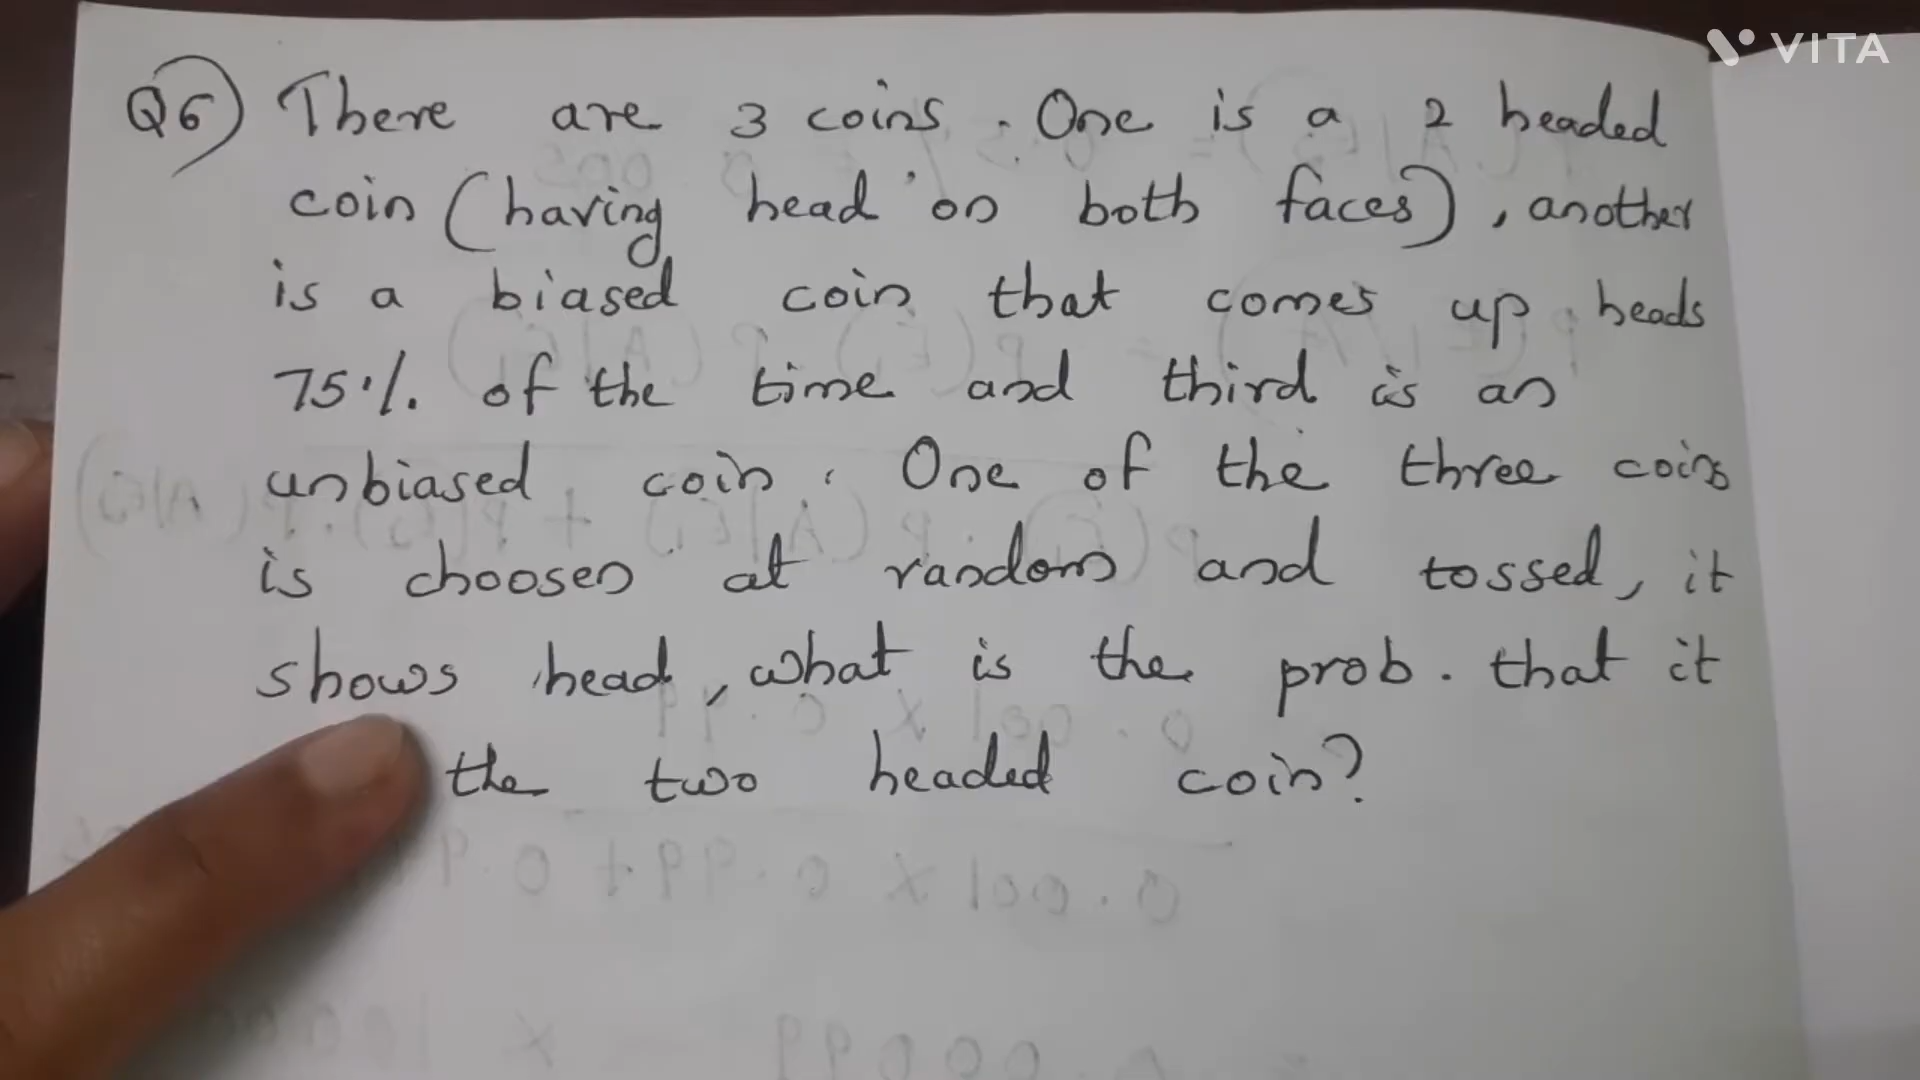 VITA
Q6) There are 3 coins. One is a 2 headed
coin (having head on both faces), another
is a biased coin that comes up heads
75%. of the time and third is an
unbiased coin. One of the three coins
is choosen at random and tossed, it
shows head, what is the prob. that it
the two headed coin?